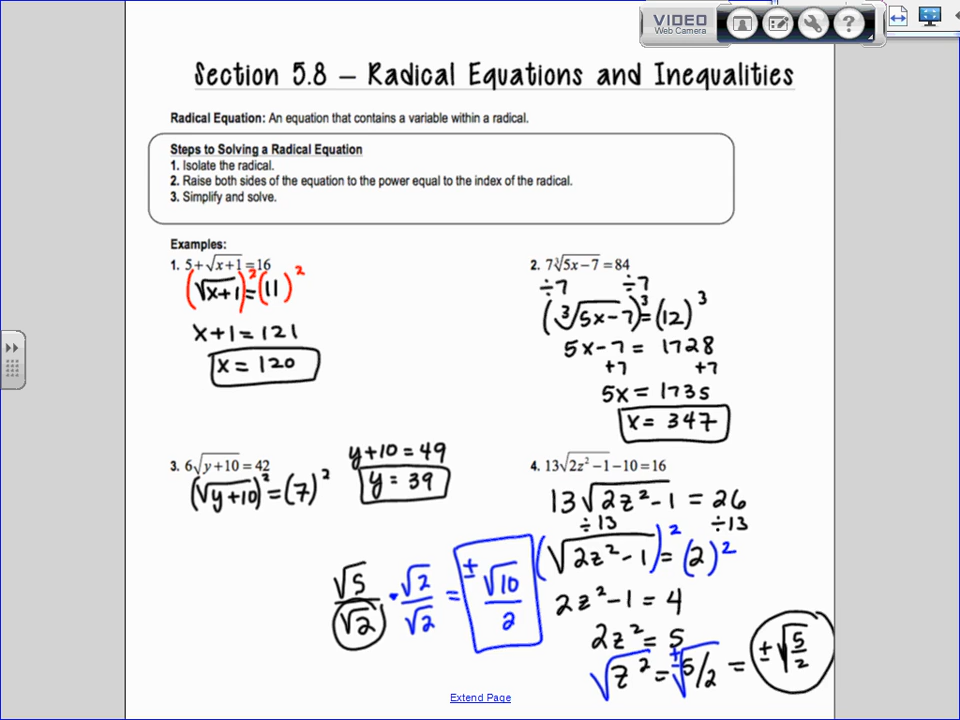 VIDEO
Web Camera
Section 5.8 – Radical Equations and Inequalities
Radical Equation: An equation that contains a variable within a radical.
Steps to Solving a Radical Equation
1. Isolate the radical.
2. Raise both sides of the equation to the power equal to the index of the radical.
3. Simplify and solve.
Examples:
1. 5+√(x+1)=16
(√(x+1))²=(11)²
x+1=121
x=120
2. 7∛(5x−7)=84
÷7 ÷7
(∛(5x−7))³=(12)³
5x−7= 1728
+7 +7
5x=1735
x=347
3. 6√(y+10)=42
(√(y+10))²=(7)²
y+10=49
y=39
4. 13√(2z²−1)−10=16
13√(2z²−1) = 26
÷13 ÷13
(√(2z²−1))²=(2)²
2z²−1=4
2z²=5
√z²=±√5/2 = ±√(5/2)
√5/√2 · √2/√2 = ±√10/2
Extend Page